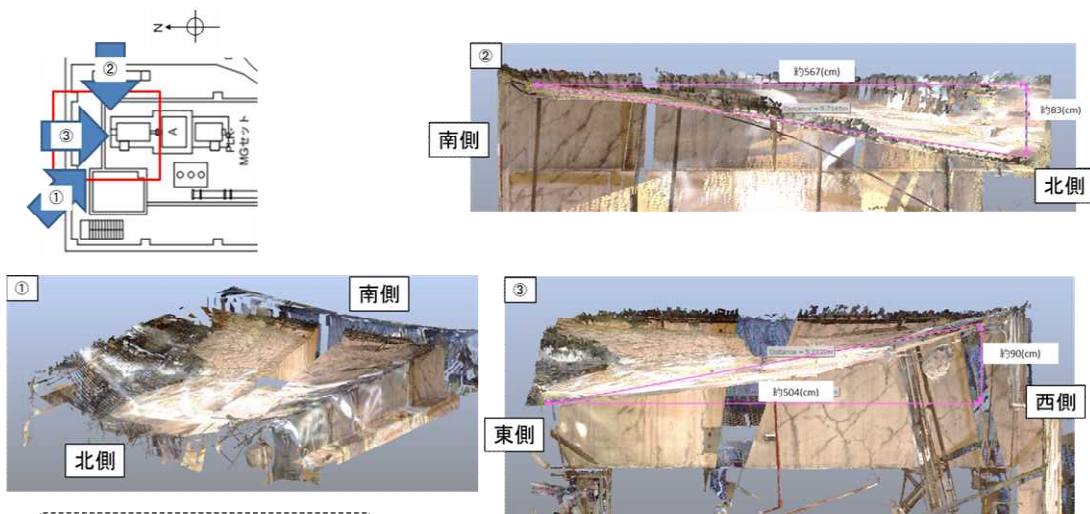 N
②
③
①
A
PLR-
MGセット
②
約567(cm)
約83(cm)
南側
北側
①
南側
北側
③
約90(cm)
約504(cm)
東側
西側